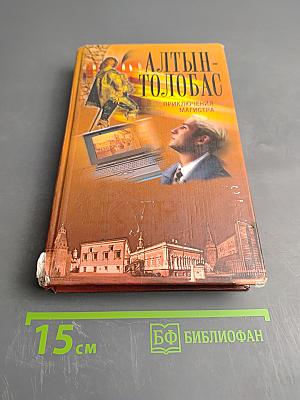 АЛТЫН-
ТОЛОБАС
ПРИКЛЮЧЕНИЯ
МАГИСТРА
15 см
БФ БИБЛИОФАН